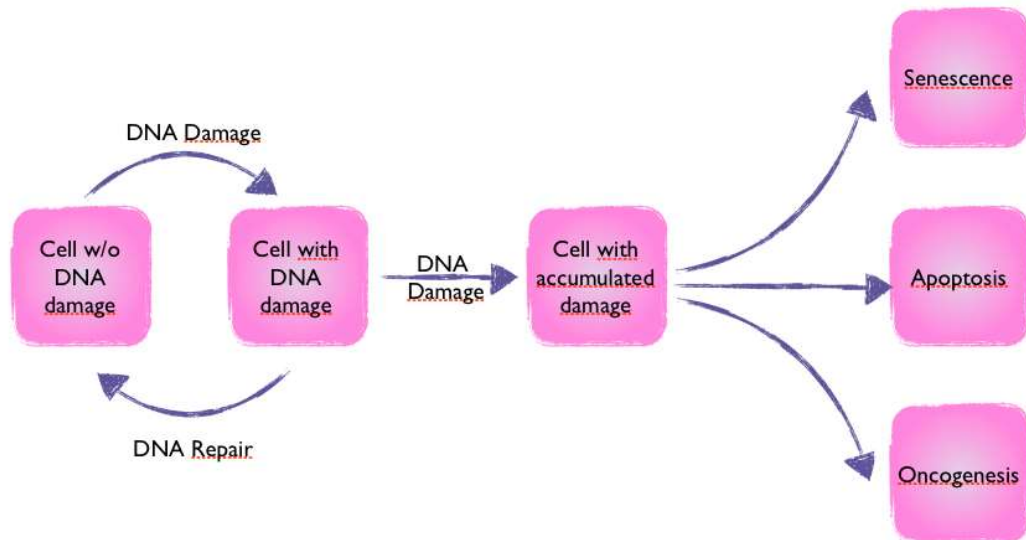 Senescence
DNA Damage
Cell w/o
DNA
damage
Cell with
DNA
damage
DNA
Damage
Cell with
accumulated
damage
Apoptosis
DNA Repair
Oncogenesis